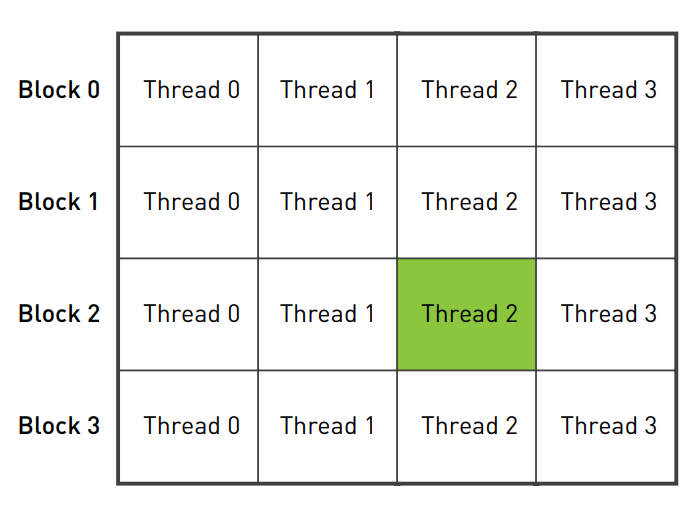 Block 0 Thread 0 Thread 1 Thread 2 Thread 3
Block 1 Thread 0 Thread 1 Thread 2 Thread 3
Block 2 Thread 0 Thread 1 Thread 2 Thread 3
Block 3 Thread 0 Thread 1 Thread 2 Thread 3